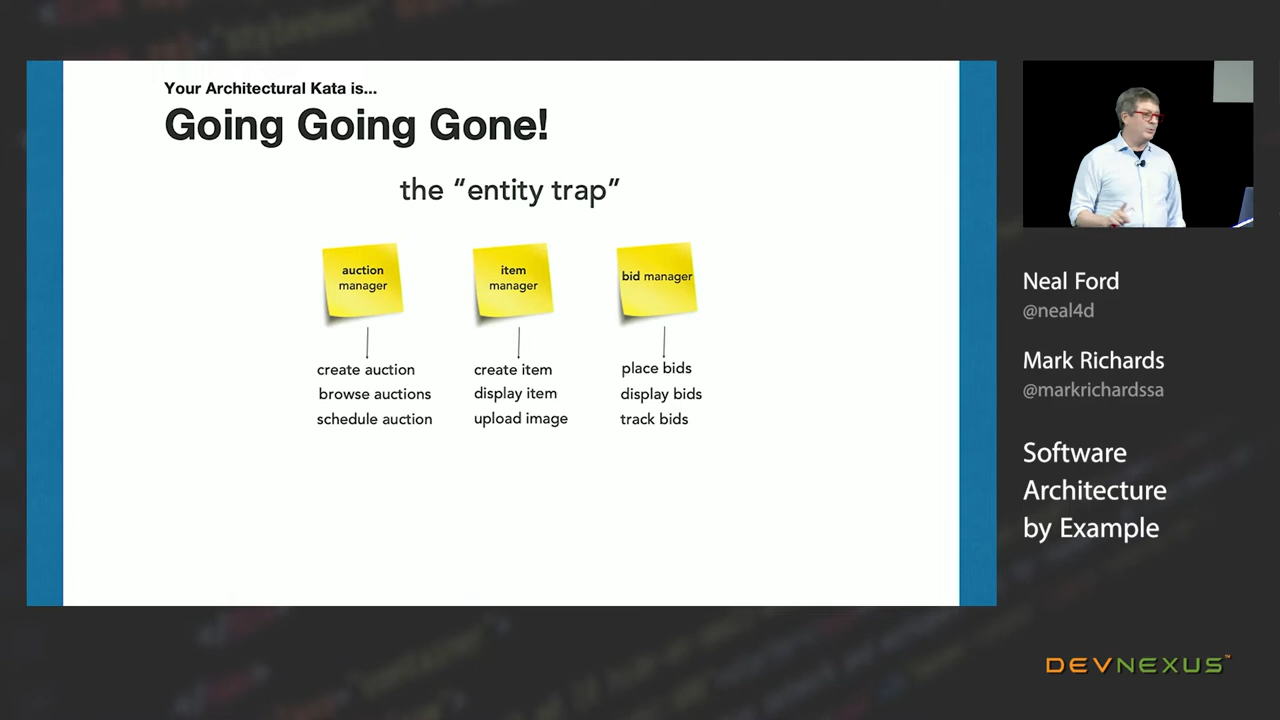 Your Architectural Kata is...
Going Going Gone!
the “entity trap”
auction
manager
item
manager
bid manager
create auction
browse auctions
schedule auction
create item
display item
upload image
place bids
display bids
track bids
Neal Ford
@neal4d
Mark Richards
@markrichardssa
Software
Architecture
by Example
DEVNEXUS™